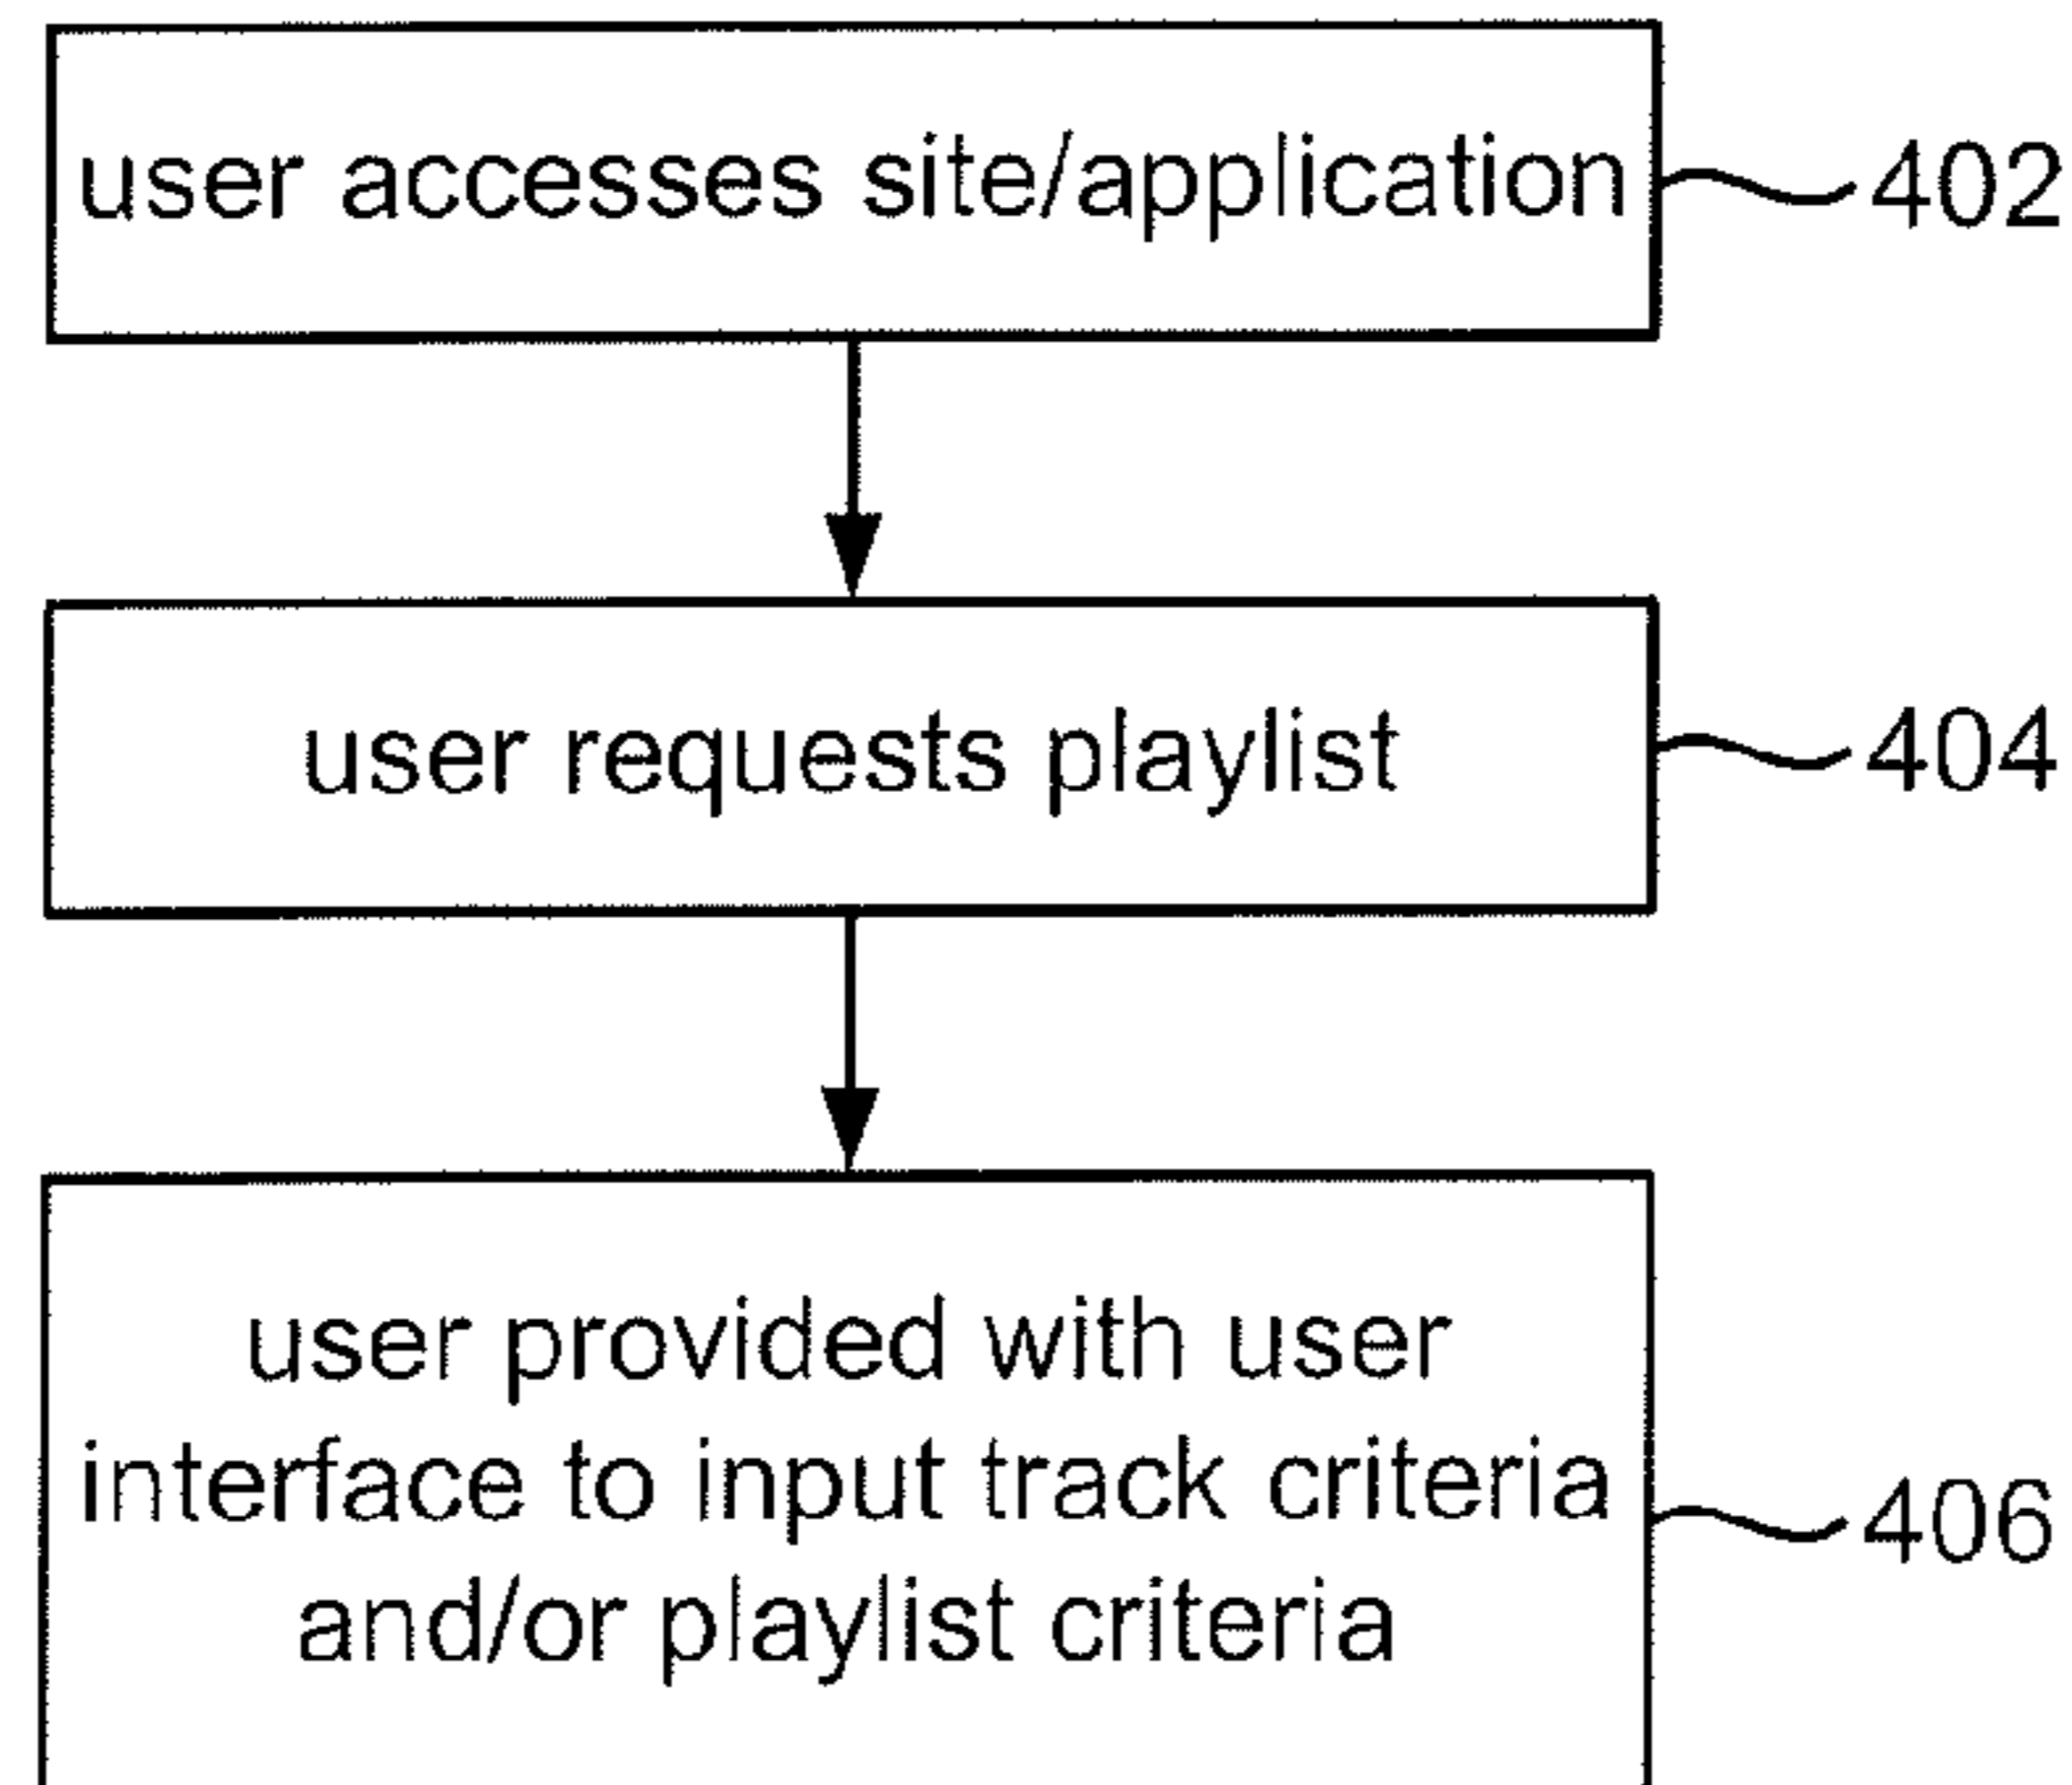 user accesses site/application 402
user requests playlist 404
user provided with user
interface to input track criteria 406
and/or playlist criteria